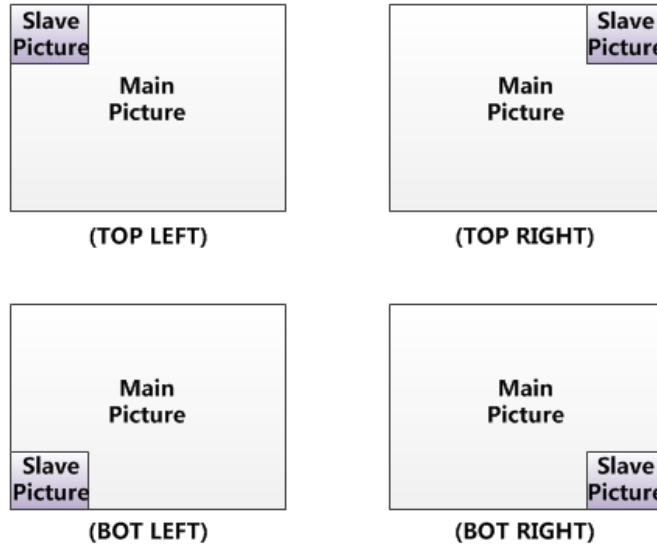 Slave
Picture
Main
Picture
(TOP LEFT)
Slave
Picture
Main
Picture
(TOP RIGHT)
Main
Picture
Slave
Picture
(BOT LEFT)
Main
Picture
Slave
Picture
(BOT RIGHT)